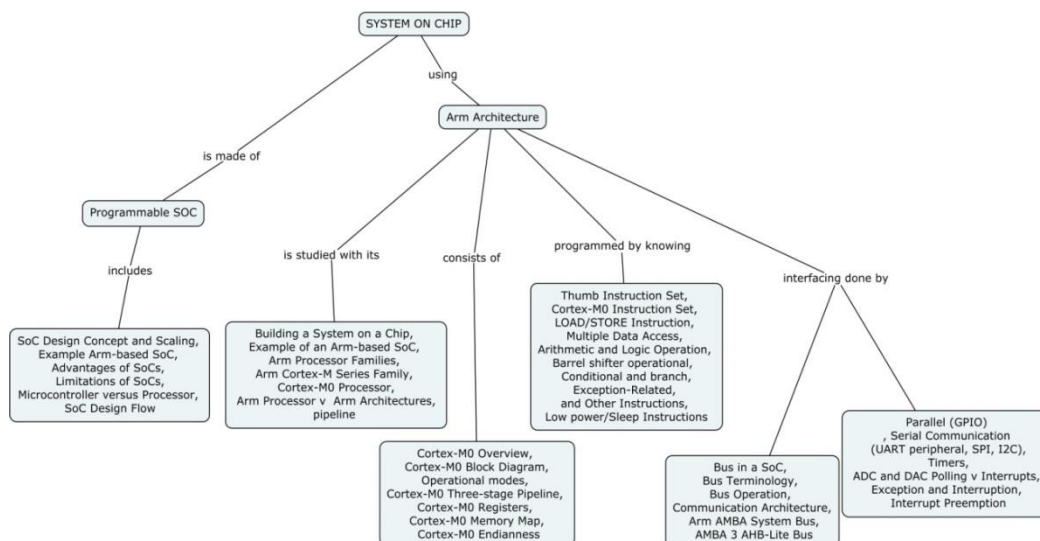 SYSTEM ON CHIP
using
Arm Architecture
is made of
Programmable SOC
is studied with its
consists of
programmed by knowing
interfacing done by
includes
SoC Design Concept and Scaling,
Example Arm-based SoC,
Advantages of SoCs,
Limitations of SoCs,
Microcontroller versus Processor,
SoC Design Flow
Building a System on a Chip,
Example of an Arm-based SoC,
Arm Processor Families,
Arm Cortex-M Series Family,
Cortex-M0 Processor,
Arm Processor v Arm Architectures,
pipeline
Cortex-M0 Overview,
Cortex-M0 Block Diagram,
Operational modes,
Cortex-M0 Three-stage Pipeline,
Cortex-M0 Registers,
Cortex-M0 Memory Map,
Cortex-M0 Endianness
Thumb Instruction Set,
Cortex-M0 Instruction Set,
LOAD/STORE Instruction,
Multiple Data Access,
Arithmetic and Logic Operation,
Barrel shifter operational,
Conditional and branch,
Exception-Related,
and Other Instructions,
Low power/Sleep Instructions
Bus in a SoC,
Bus Terminology,
Bus Operation,
Communication Architecture,
Arm AMBA System Bus,
AMBA 3 AHB-Lite Bus
Parallel (GPIO)
, Serial Communication
(UART peripheral, SPI, I2C),
Timers,
ADC and DAC Polling v Interrupts,
Exception and Interruption,
Interrupt Preemption